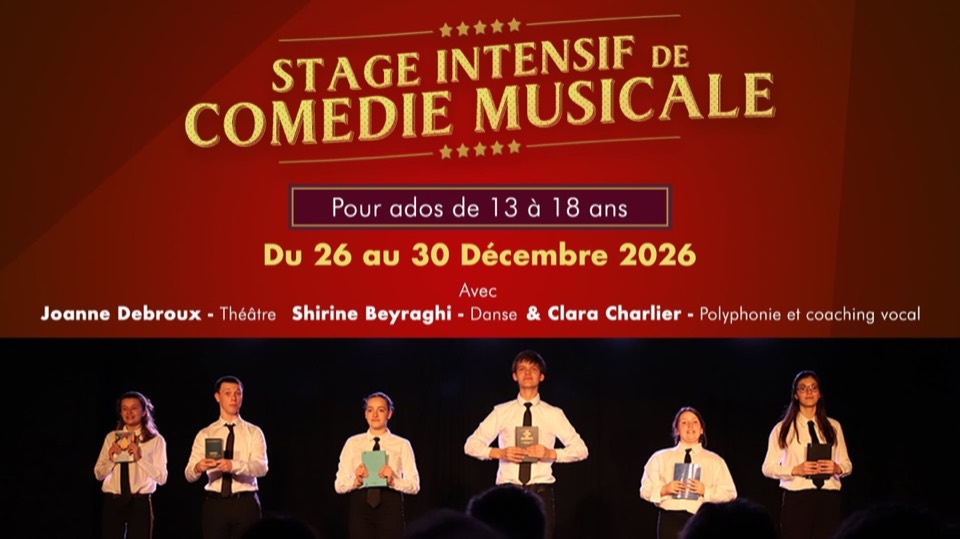 STAGE INTENSIF DE
COMEDIE MUSICALE
Pour ados de 13 à 18 ans
Du 26 au 30 Décembre 2026
Avec
Joanne Debroux - Théâtre Shirine Beyraghi - Danse & Clara Charlier - Polyphonie et coaching vocal